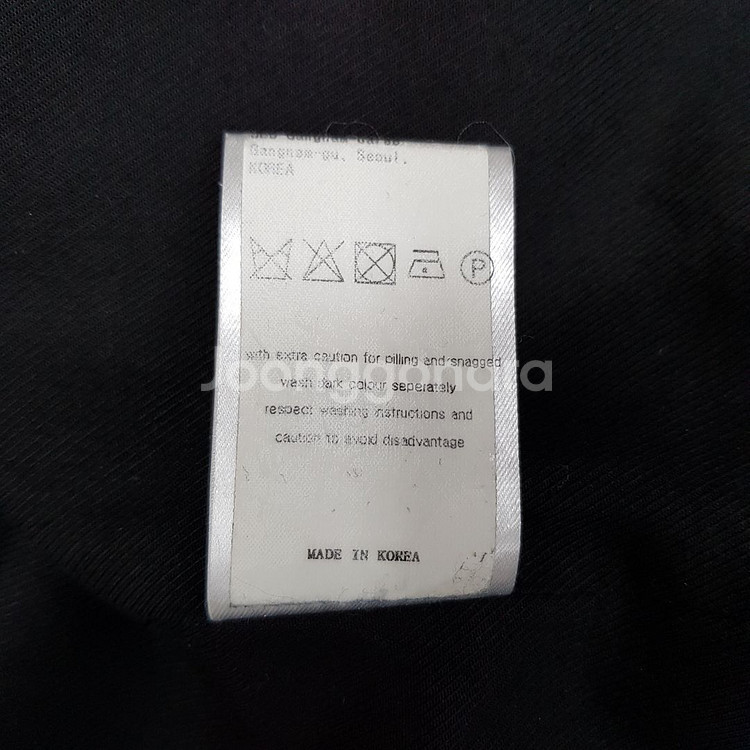 Gangnam-gu, Seoul,
KOREA
P
with extra caution for pilling and snagged
wash dark colour seperately
respect washing instructions and
caution to avoid disadvantage
Joonggonara
MADE IN KOREA